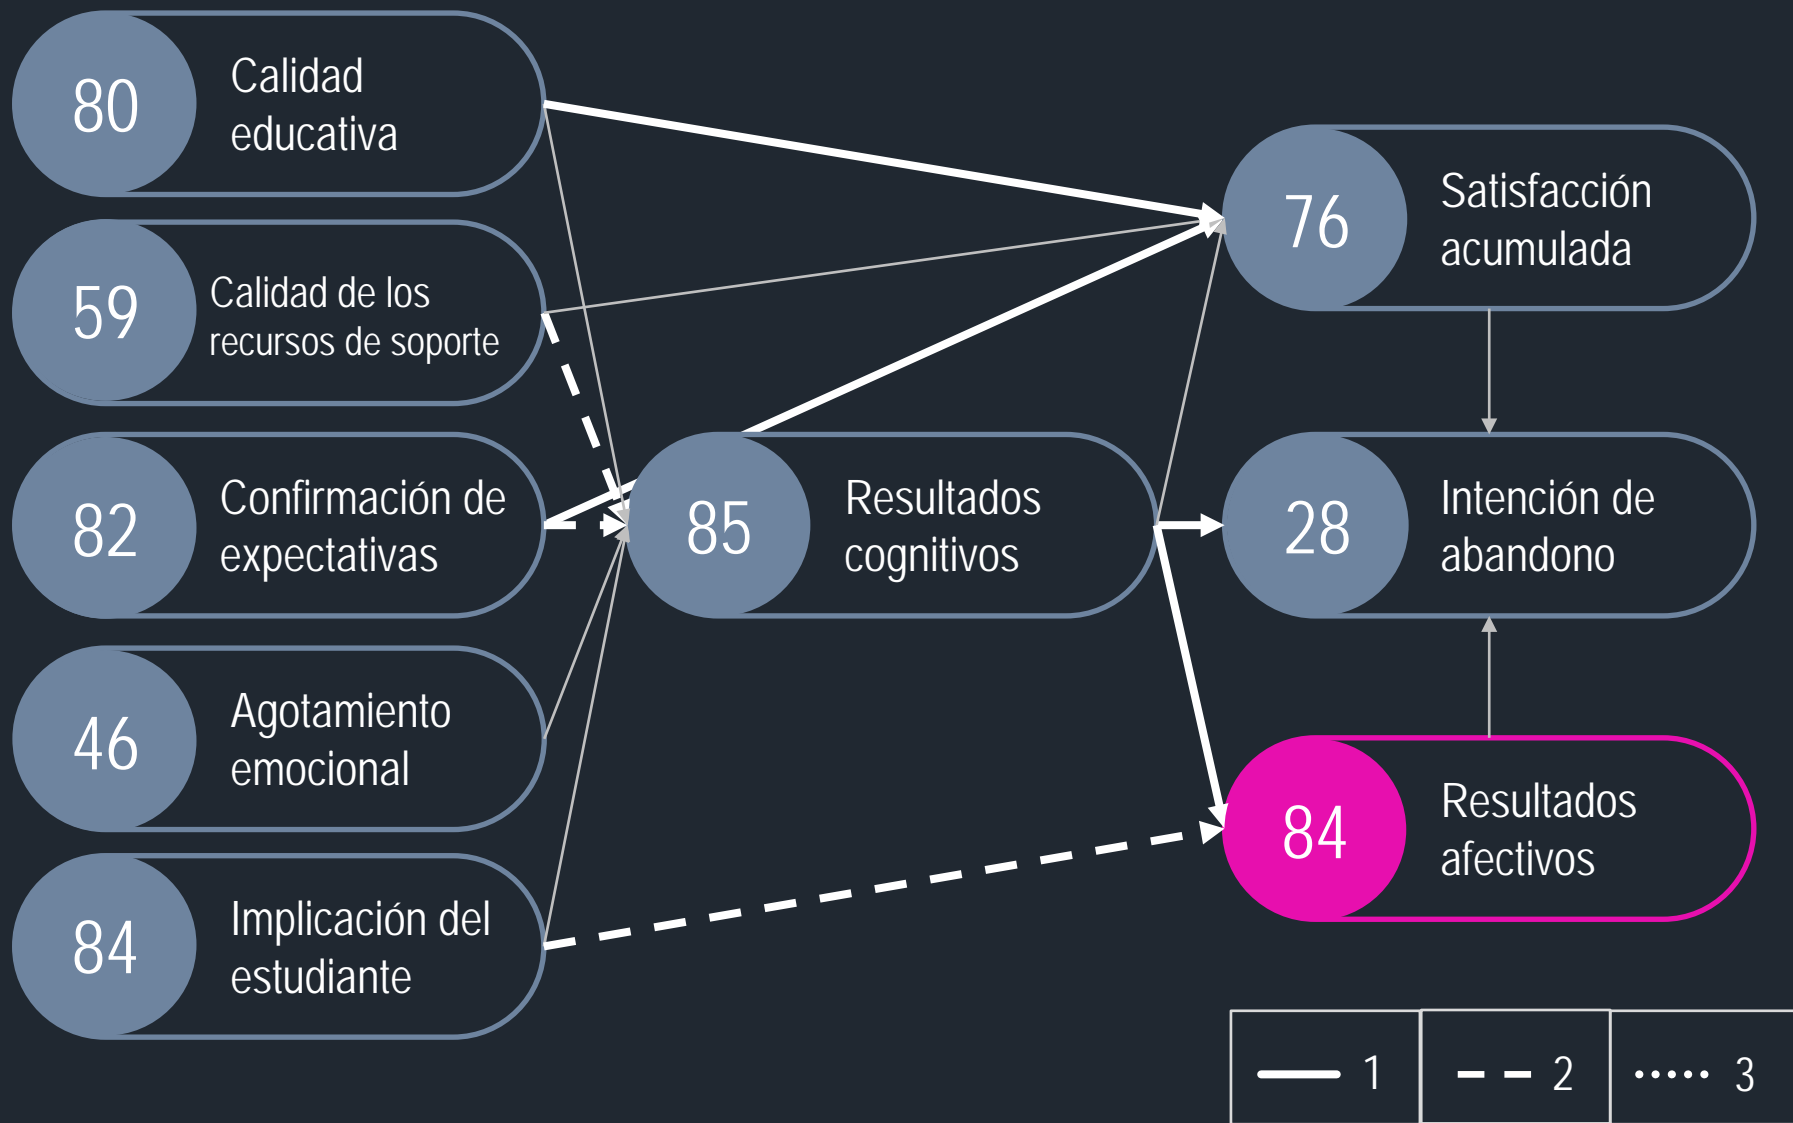 80
Calidad
educativa
59
Calidad de los
recursos de soporte
82
Confirmación de
expectativas
46
Agotamiento
emocional
84
Implicación del
estudiante
85
Resultados
cognitivos
76
Satisfacción
acumulada
28
Intención de
abandono
84
Resultados
afectivos
1
2
3